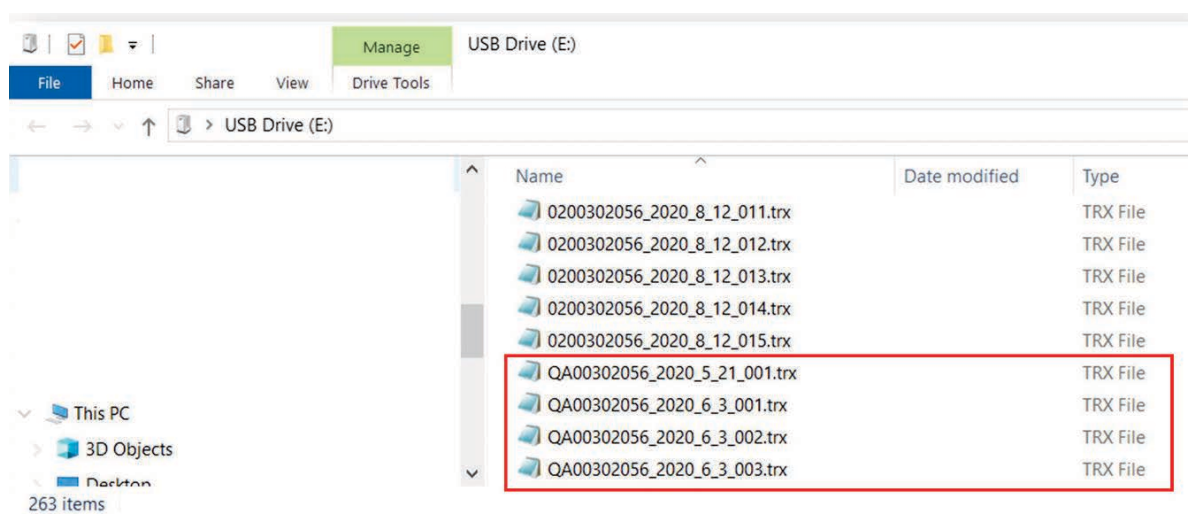 Manage USB Drive (E:)
File Home Share View Drive Tools
USB Drive (E:)
Name Date modified Type
0200302056_2020_8_12_011.trx TRX File
0200302056_2020_8_12_012.trx TRX File
0200302056_2020_8_12_013.trx TRX File
0200302056_2020_8_12_014.trx TRX File
0200302056_2020_8_12_015.trx TRX File
QA00302056_2020_5_21_001.trx TRX File
This PC QA00302056_2020_6_3_001.trx TRX File
3D Objects QA00302056_2020_6_3_002.trx TRX File
Desktop QA00302056_2020_6_3_003.trx TRX File
263 items